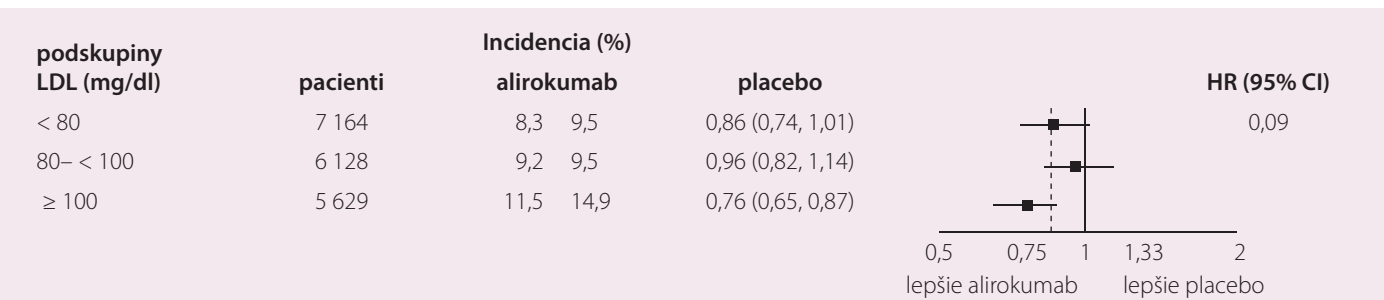 podskupiny Incidencia (%)
LDL (mg/dl) pacienti alirokumab placebo HR (95% CI)
< 80 7 164 8,3 9,5 0,86 (0,74, 1,01) 0,09
80– < 100 6 128 9,2 9,5 0,96 (0,82, 1,14)
≥ 100 5 629 11,5 14,9 0,76 (0,65, 0,87)
0,5 0,75 1 1,33 2
lepšie alirokumab lepšie placebo